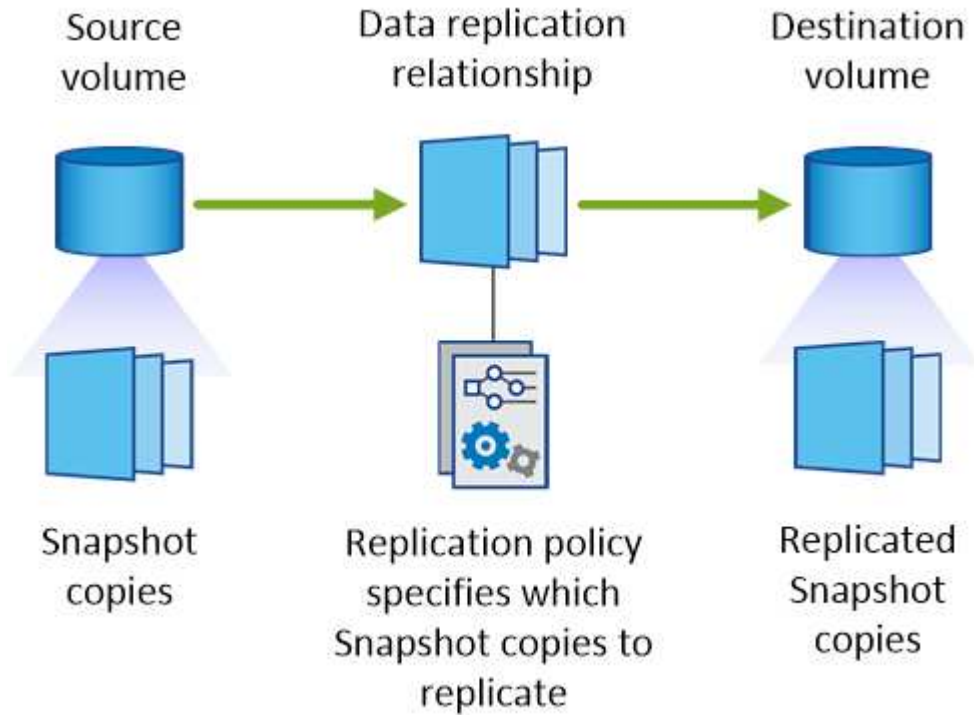 Source
volume
Data replication
relationship
Destination
volume
Snapshot
copies
Replication policy
specifies which
Snapshot copies to
replicate
Replicated
Snapshot
copies